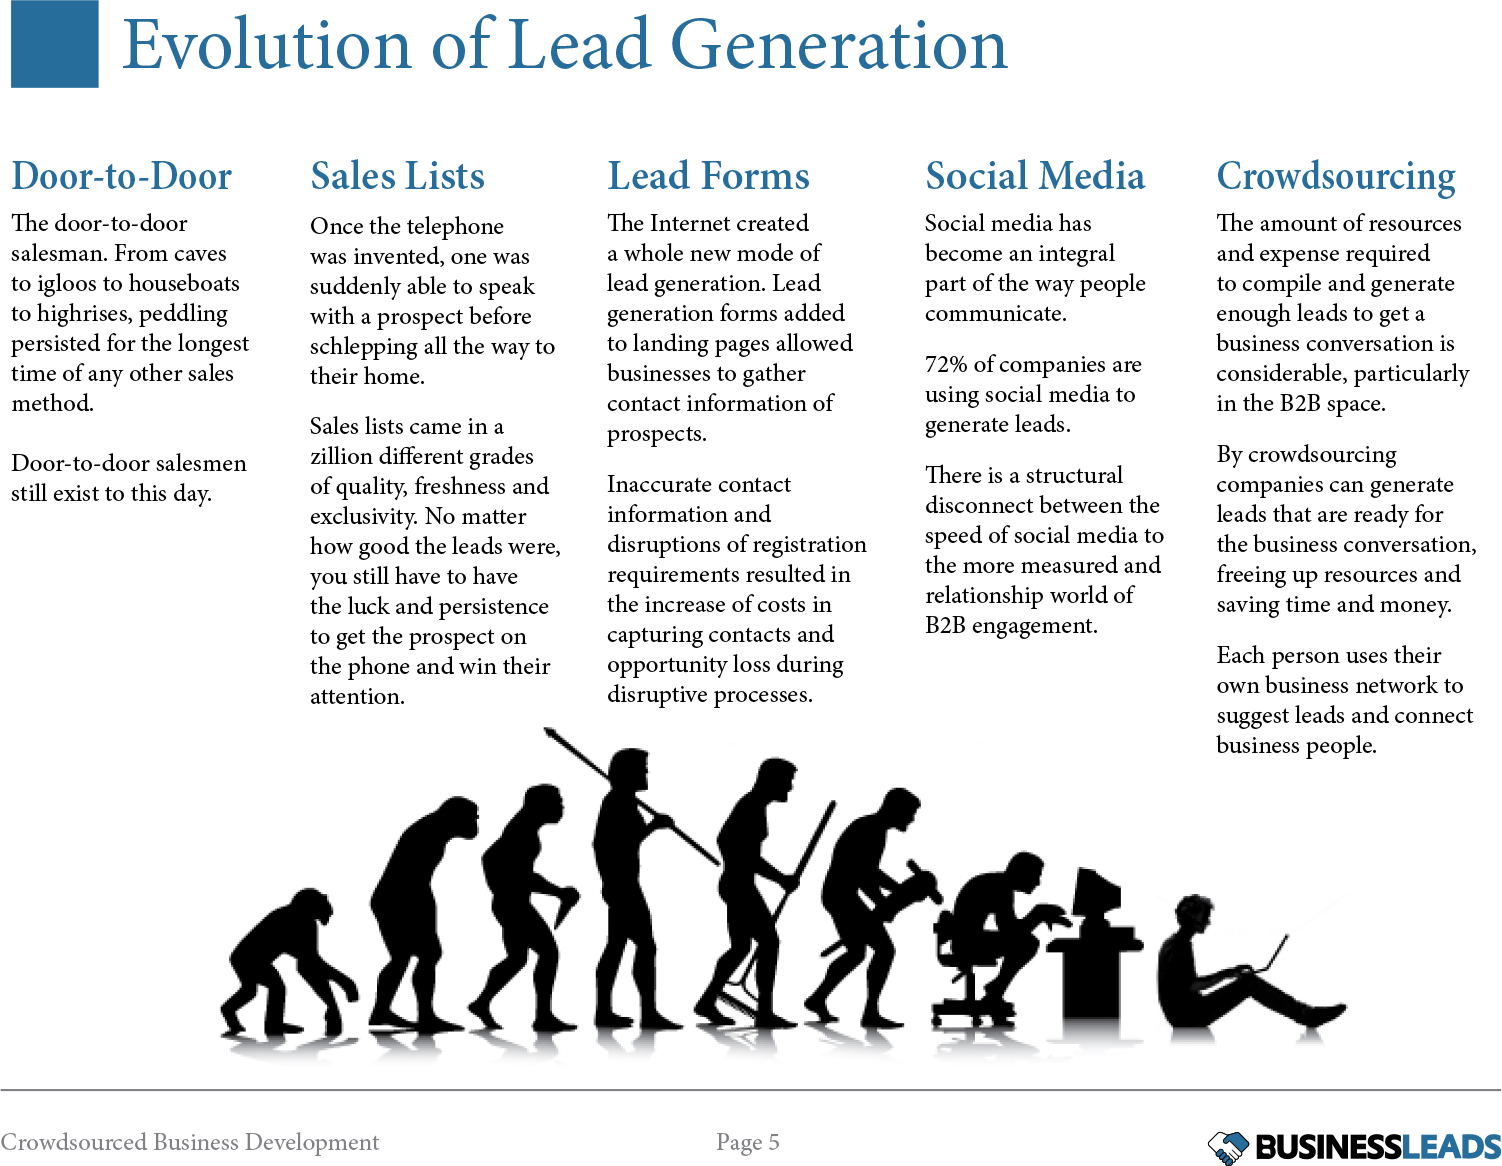 Evolution of Lead Generation
Door-to-Door
The door-to-door
salesman. From caves
to igloos to houseboats
to highrises, peddling
persisted for the longest
time of any other sales
method.
Door-to-door salesmen
still exist to this day.
Sales Lists
Once the telephone
was invented, one was
suddenly able to speak
with a prospect before
schlepping all the way to
their home.
Sales lists came in a
zillion different grades
of quality, freshness and
exclusivity. No matter
how good the leads were,
you still have to have
the luck and persistence
to get the prospect on
the phone and win their
attention.
Lead Forms
The Internet created
a whole new mode of
lead generation. Lead
generation forms added
to landing pages allowed
businesses to gather
contact information of
prospects.
Inaccurate contact
information and
disruptions of registration
requirements resulted in
the increase of costs in
capturing contacts and
opportunity loss during
disruptive processes.
Social Media
Social media has
become an integral
part of the way people
communicate.
72% of companies are
using social media to
generate leads.
There is a structural
disconnect between the
speed of social media to
the more measured and
relationship world of
B2B engagement.
Crowdsourcing
The amount of resources
and expense required
to compile and generate
enough leads to get a
business conversation is
considerable, particularly
in the B2B space.
By crowdsourcing
companies can generate
leads that are ready for
the business conversation,
freeing up resources and
saving time and money.
Each person uses their
own business network to
suggest leads and connect
business people.
Crowdsourced Business Development
Page 5
BUSINESSLEADS